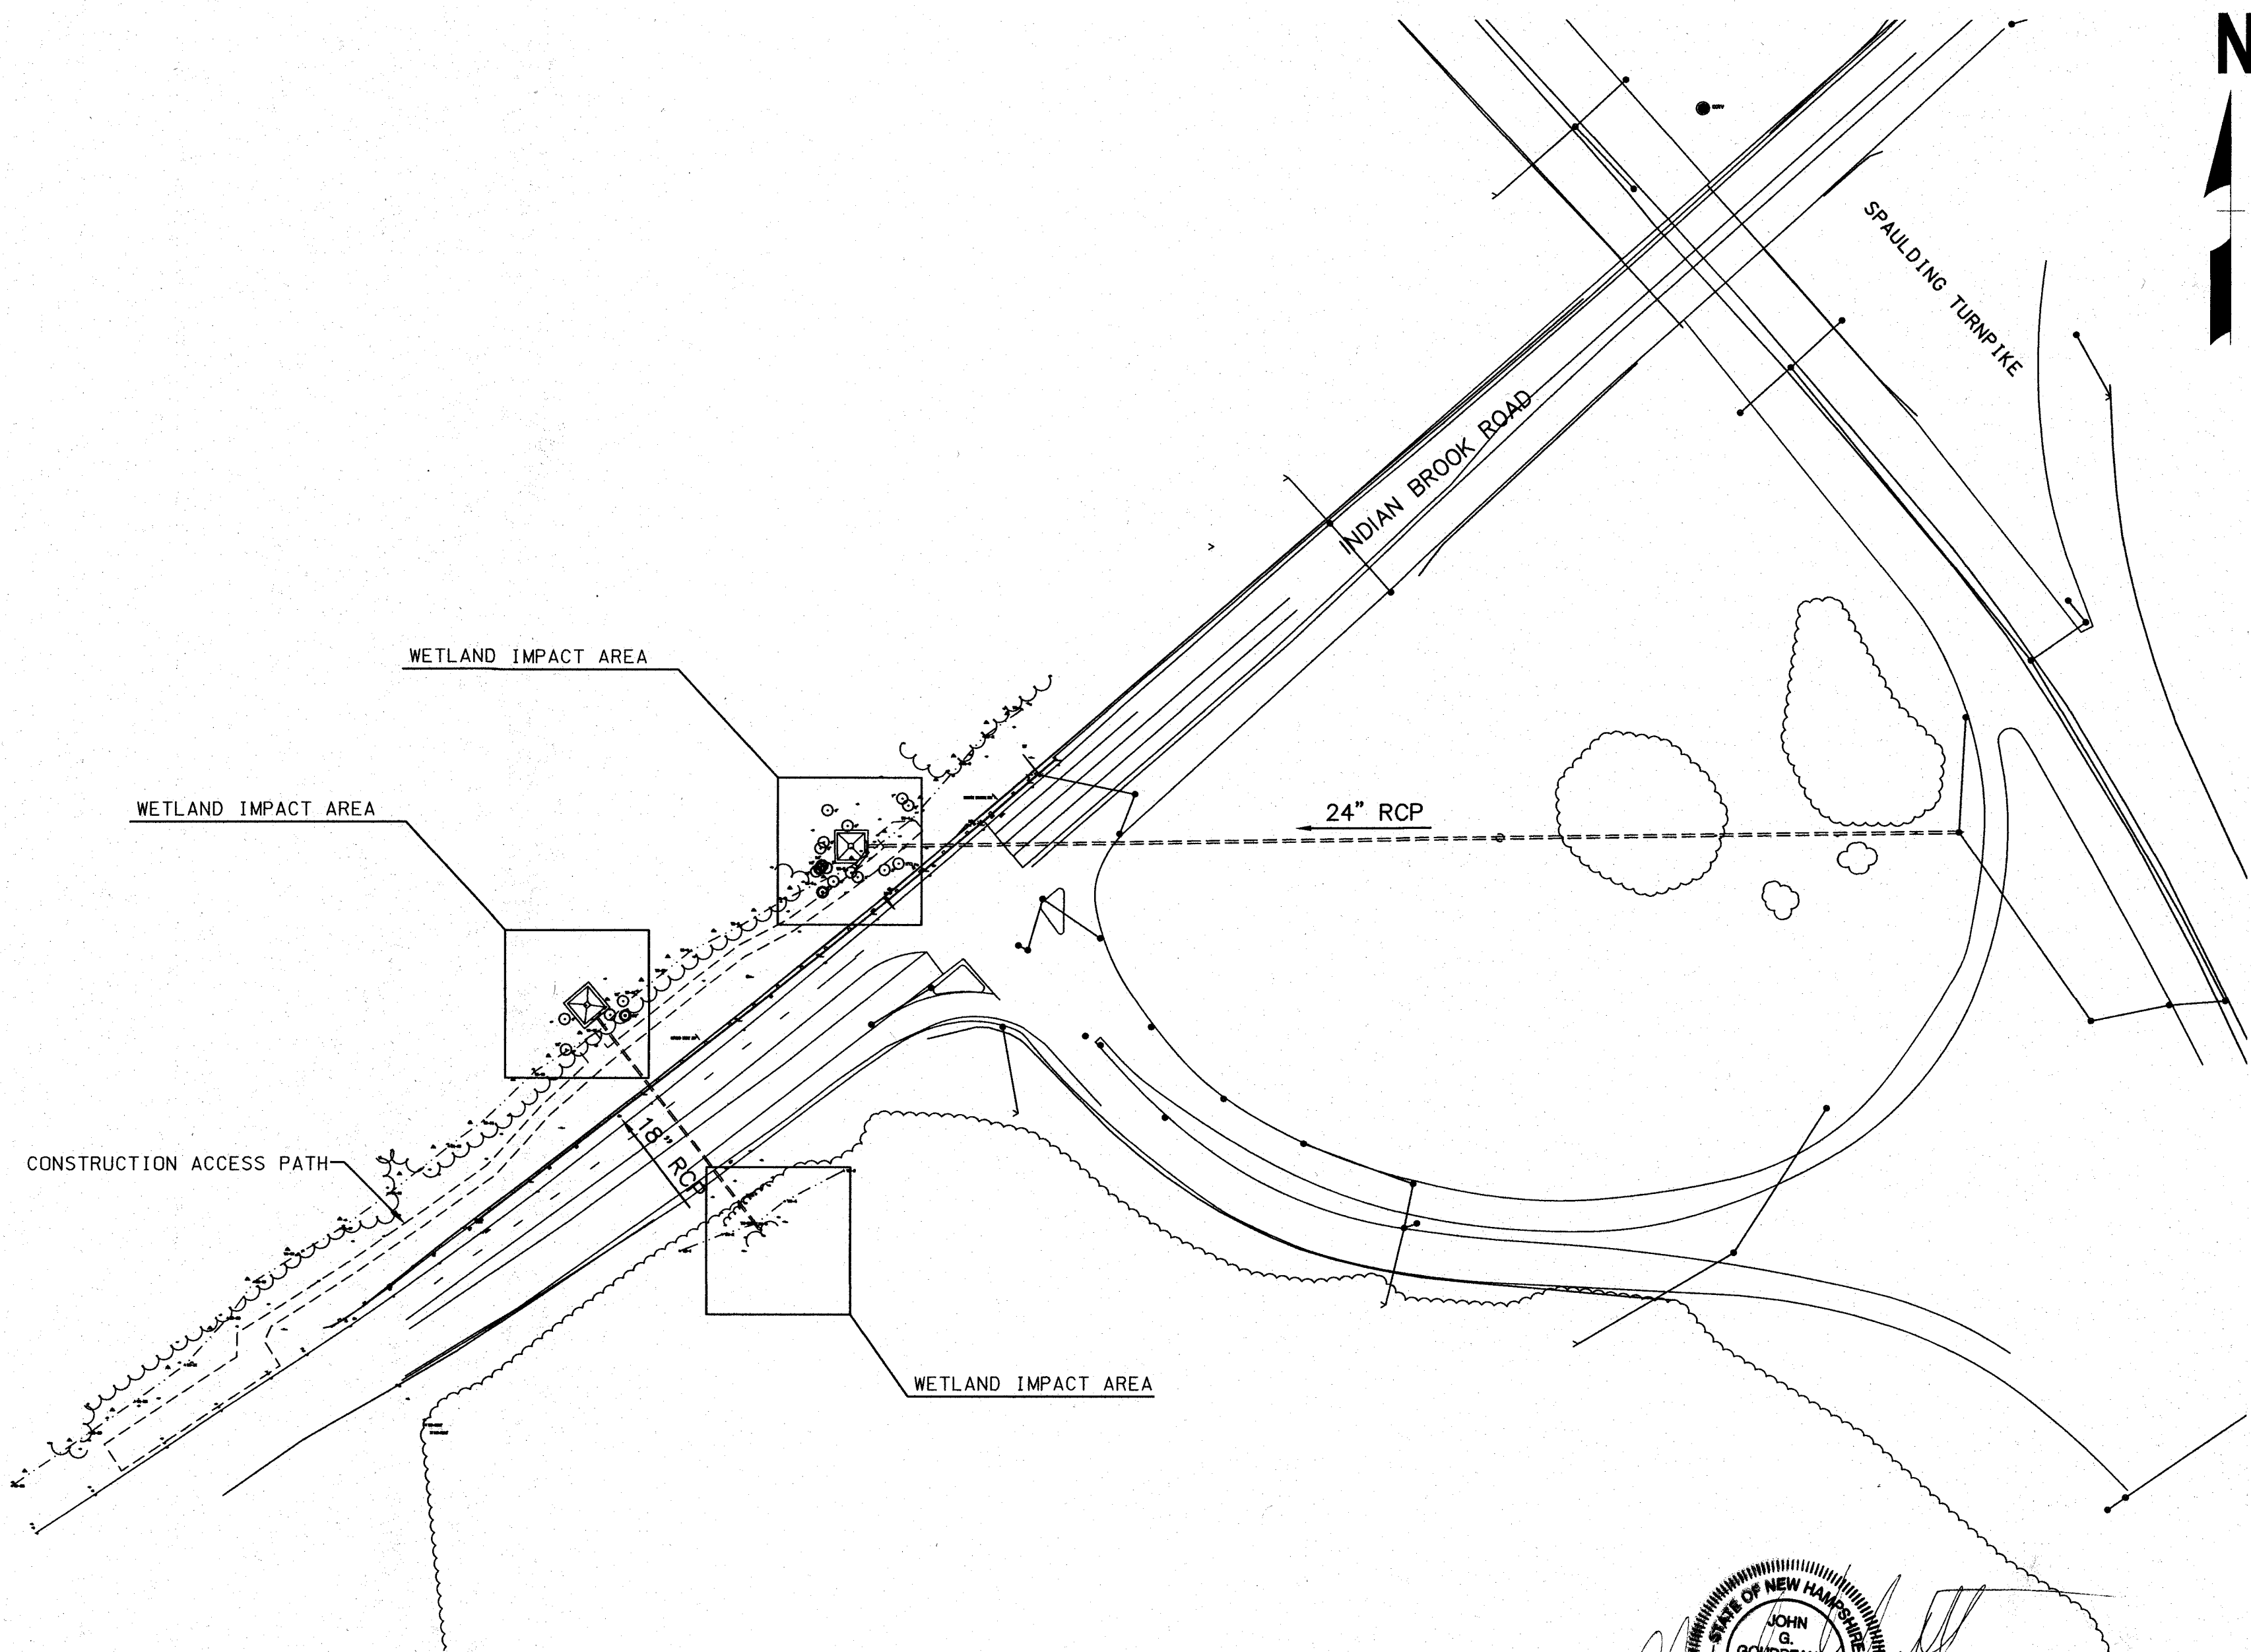 N
SPAULDING TURNPIKE
INDIAN BROOK ROAD
WETLAND IMPACT AREA
WETLAND IMPACT AREA
24" RCP
18" RCP
CONSTRUCTION ACCESS PATH
WETLAND IMPACT AREA
STATE OF NEW HAMPSHIRE
JOHN
G.